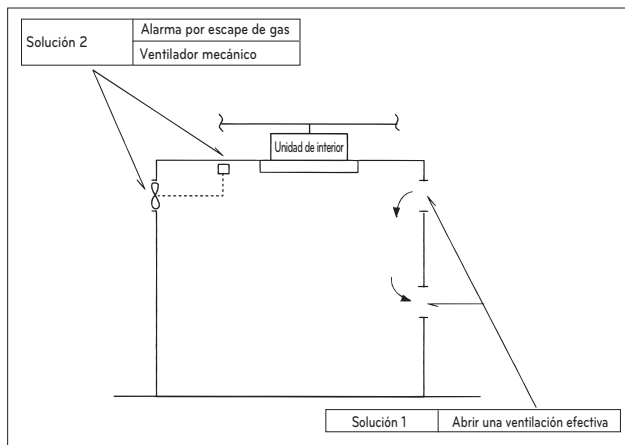 Solución 2
Alarma por escape de gas
Ventilador mecánico
Unidad de interior
Solución 1
Abrir una ventilación efectiva